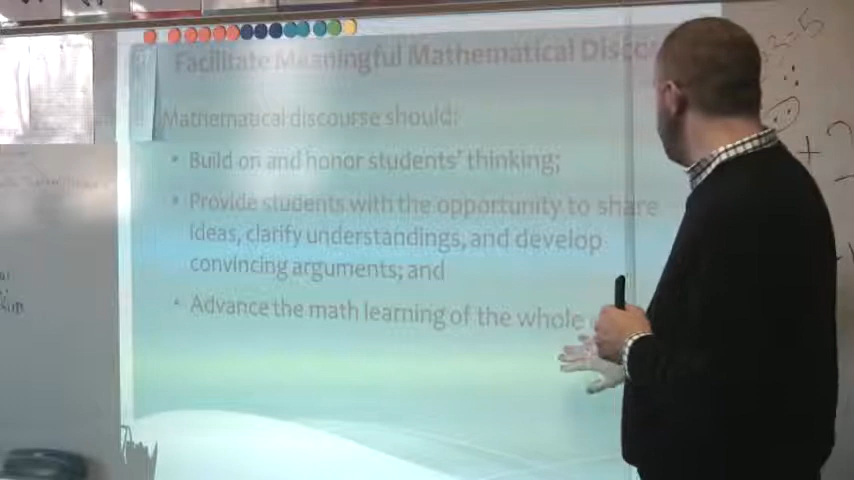 Facilitate Meaningful Mathematical
Mathematical discourse should:
• Build on and honor students' thinking;
• Provide students with the opportunity to share
ideas, clarify understandings, and develop
convincing arguments; and
• Advance the math learning of the whole